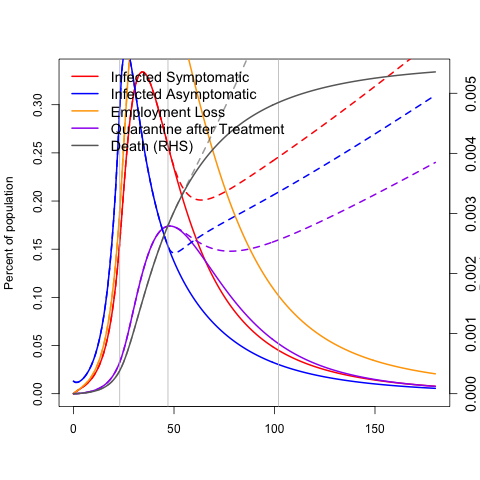 Infected Symptomatic
Infected Asymptomatic
Employment Loss
Quarantine after Treatment
Death (RHS)
Percent of population
0.00
0.05
0.10
0.15
0.20
0.25
0.30
0.000
0.001
0.002
0.003
0.004
0.005
0
50
100
150